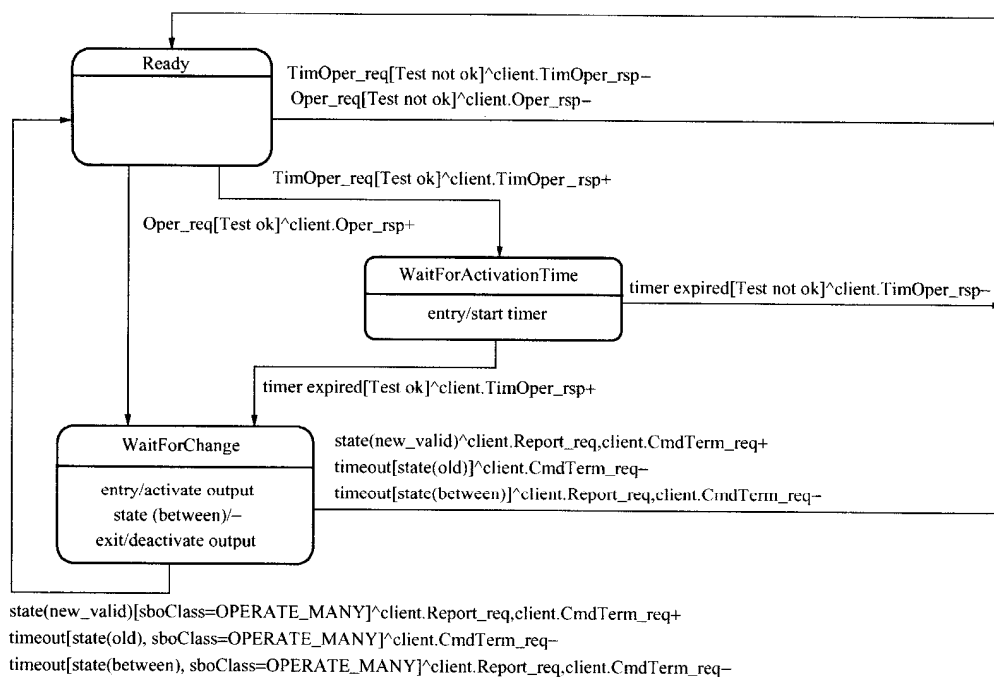 Ready
TimOper_req[Test not ok]^client.TimOper_rsp−
Oper_req[Test not ok]^client.Oper_rsp−
TimOper_req[Test ok]^client.TimOper_rsp+
Oper_req[Test ok]^client.Oper_rsp+
WaitForActivationTime
entry/start timer
timer expired[Test not ok]^client.TimOper_rsp−
timer expired[Test ok]^client.TimOper_rsp+
WaitForChange
entry/activate output
state (between)/−
exit/deactivate output
state(new_valid)^client.Report_req,client.CmdTerm_req+
timeout[state(old)]^client.CmdTerm_req−
timeout[state(between)]^client.Report_req,client.CmdTerm_req−
state(new_valid)[sboClass=OPERATE_MANY]^client.Report_req,client.CmdTerm_req+
timeout[state(old), sboClass=OPERATE_MANY]^client.CmdTerm_req−
timeout[state(between), sboClass=OPERATE_MANY]^client.Report_req,client.CmdTerm_req−